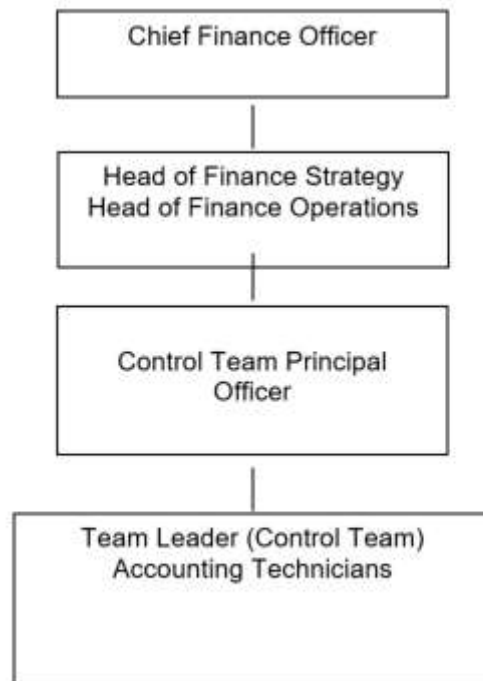 Chief Finance Officer
Head of Finance Strategy
Head of Finance Operations
Control Team Principal
Officer
Team Leader (Control Team)
Accounting Technicians